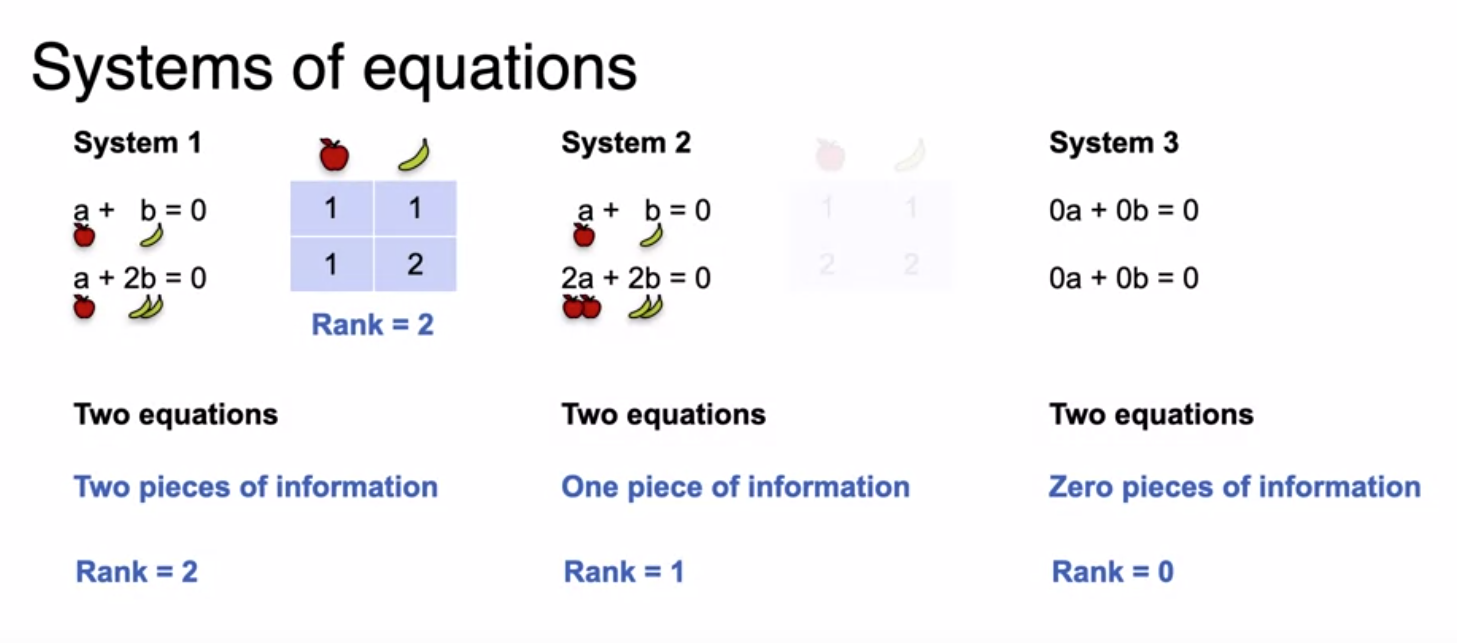 Systems of equations
System 1
a + b = 0
a + 2b = 0
1 1
1 2
Rank = 2
Two equations
Two pieces of information
Rank = 2
System 2
a + b = 0
2a + 2b = 0
1 1
2 2
Two equations
One piece of information
Rank = 1
System 3
0a + 0b = 0
0a + 0b = 0
Two equations
Zero pieces of information
Rank = 0